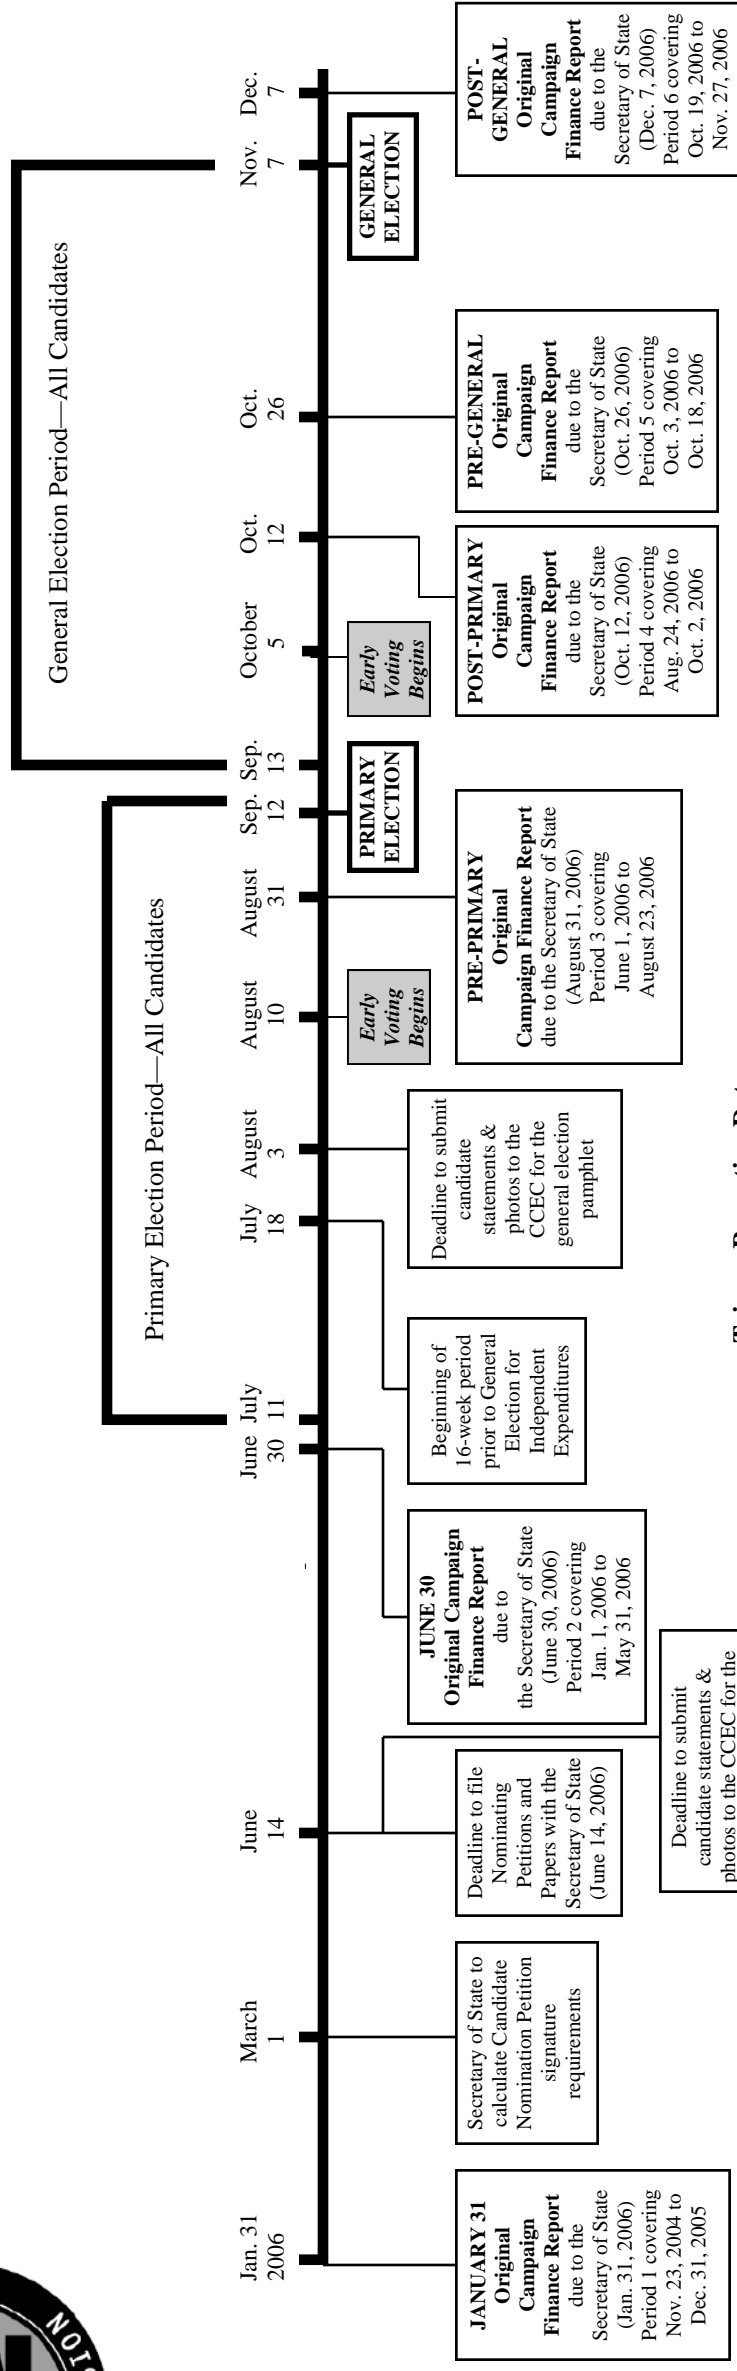 General Election Period—All Candidates
Primary Election Period—All Candidates
Jan. 31
2006
March
1
June
14
June
30
July
11
July
18
August
3
August
10
August
31
Sep.
12
Sep.
13
October
5
Oct.
12
Oct.
26
Nov.
7
Dec.
7
JANUARY 31
Original
Campaign
Finance Report
due to the
Secretary of State
(Jan. 31, 2006)
Period 1 covering
Nov. 23, 2004 to
Dec. 31, 2005
Secretary of State to
calculate Candidate
Nomination Petition
signature
requirements
Deadline to file
Nominating
Petitions and
Papers with the
Secretary of State
(June 14, 2006)
Deadline to submit
candidate statements &
photos to the CCEC for the
JUNE 30
Original Campaign
Finance Report
due to
the Secretary of State
(June 30, 2006)
Period 2 covering
Jan. 1, 2006 to
May 31, 2006
Beginning of
16-week period
prior to General
Election for
Independent
Expenditures
Deadline to submit
candidate
statements &
photos to the
CCEC for the
general election
pamphlet
Early
Voting
Begins
PRE-PRIMARY
Original
Campaign Finance Report
due to the Secretary of State
(August 31, 2006)
Period 3 covering
June 1, 2006 to
August 23, 2006
PRIMARY
ELECTION
Early
Voting
Begins
POST-PRIMARY
Original
Campaign
Finance Report
due to the
Secretary of State
(Oct. 12, 2006)
Period 4 covering
Aug. 24, 2006 to
Oct. 2, 2006
PRE-GENERAL
Original
Campaign
Finance Report
due to the
Secretary of State
(Oct. 26, 2006)
Period 5 covering
Oct. 3, 2006 to
Oct. 18, 2006
GENERAL
ELECTION
POST-
GENERAL
Original
Campaign
Finance Report
due to the
Secretary of State
(Dec. 7, 2006)
Period 6 covering
Oct. 19, 2006 to
Nov. 27, 2006